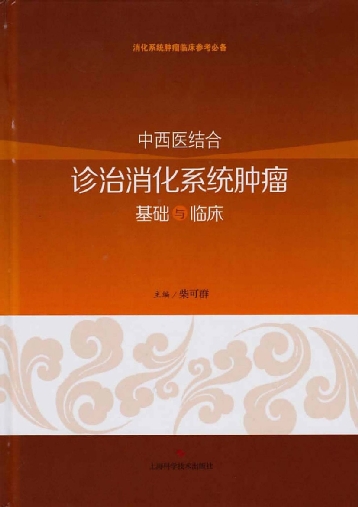 消化系统肿瘤临床参考必备
中西医结合
诊治消化系统肿瘤
基础与临床
主编／柴可群
上海科学技术出版社